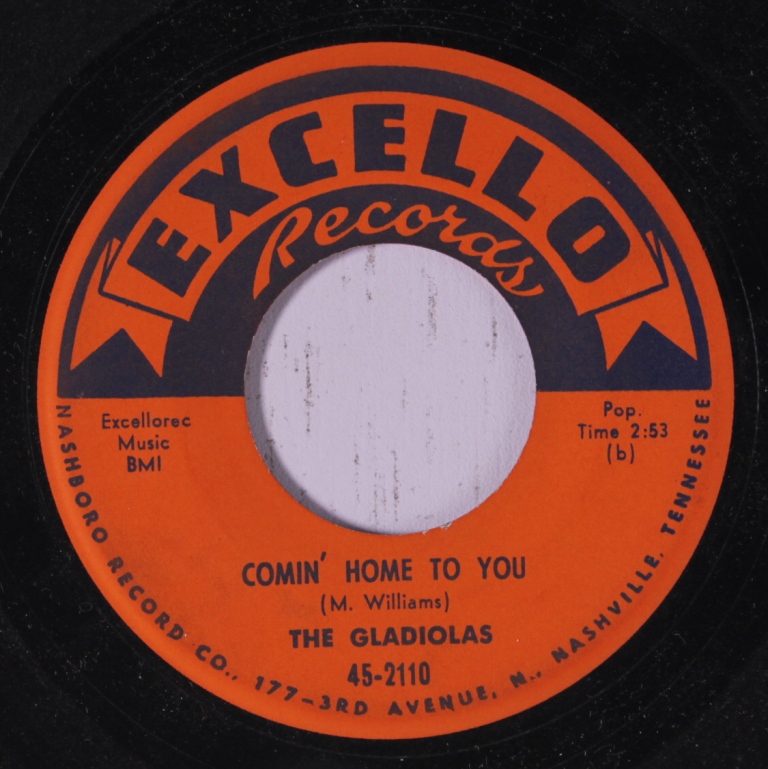 EXCELLO
Records
Excellorec
Music
BMI
Pop.
Time 2:53
(b)
COMIN' HOME TO YOU
(M. Williams)
THE GLADIOLAS
45-2110
NASHBORO RECORD CO., 177-3RD AVENUE, N., NASHVILLE, TENNESSEE